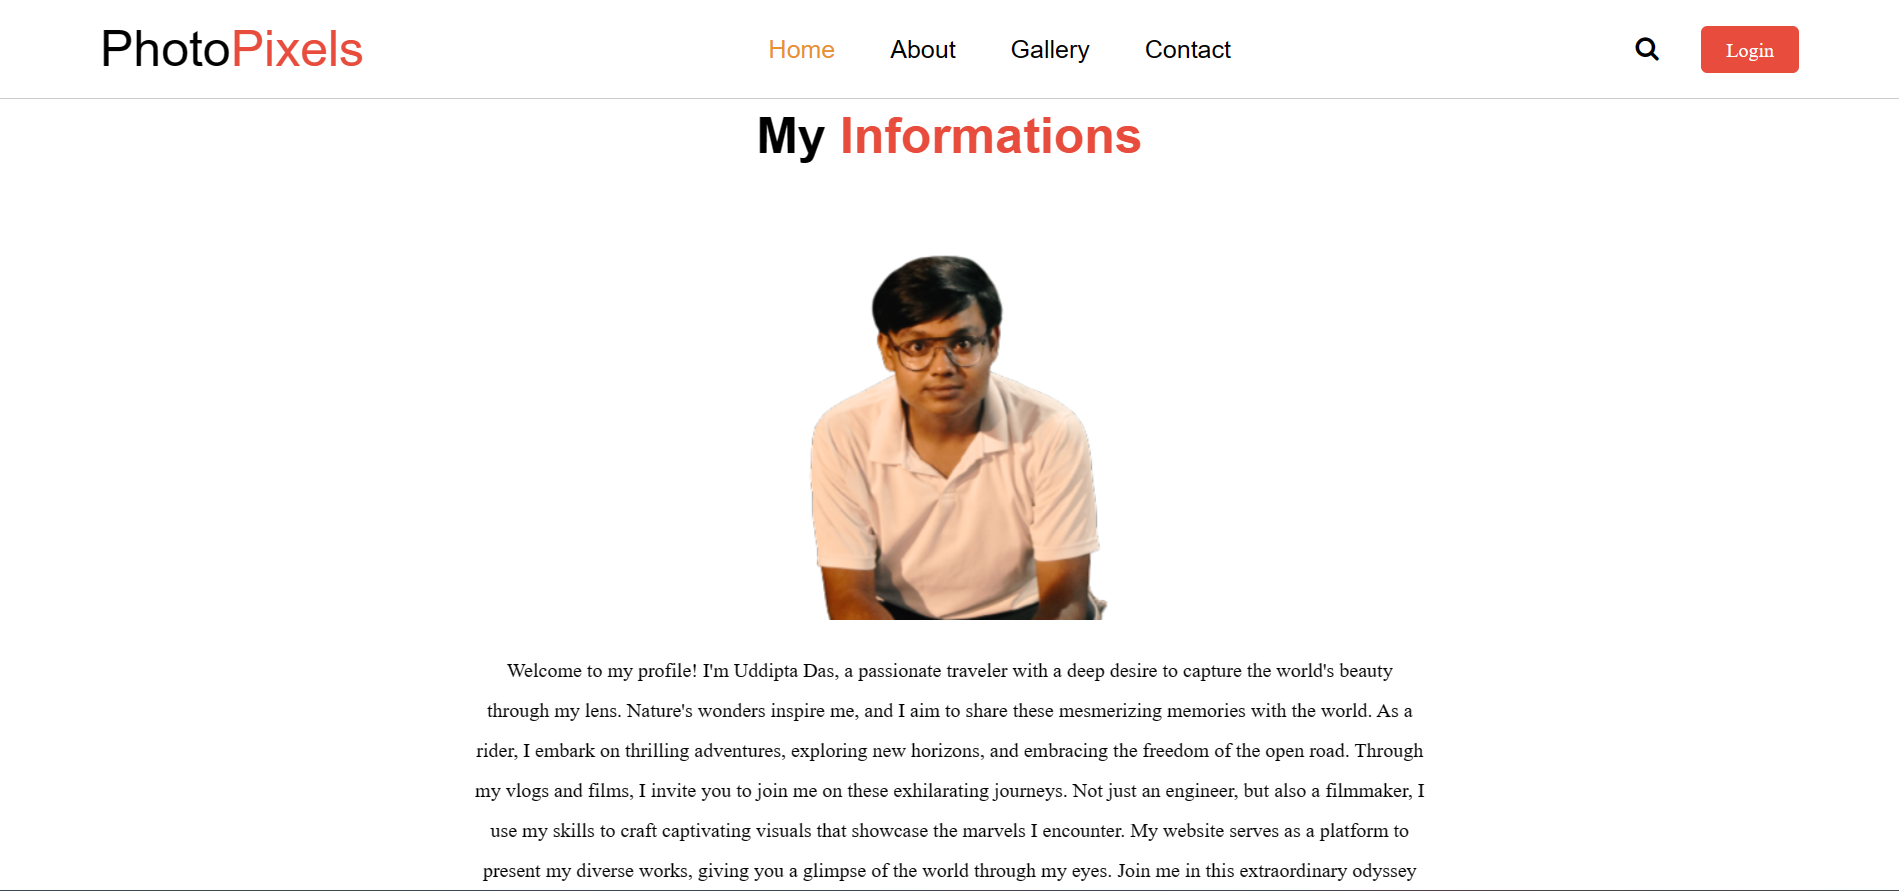 PhotoPixels
Home About Gallery Contact
Login
My Informations
Welcome to my profile! I'm Uddipta Das, a passionate traveler with a deep desire to capture the world's beauty
through my lens. Nature's wonders inspire me, and I aim to share these mesmerizing memories with the world. As a
rider, I embark on thrilling adventures, exploring new horizons, and embracing the freedom of the open road. Through
my vlogs and films, I invite you to join me on these exhilarating journeys. Not just an engineer, but also a filmmaker, I
use my skills to craft captivating visuals that showcase the marvels I encounter. My website serves as a platform to
present my diverse works, giving you a glimpse of the world through my eyes. Join me in this extraordinary odyssey